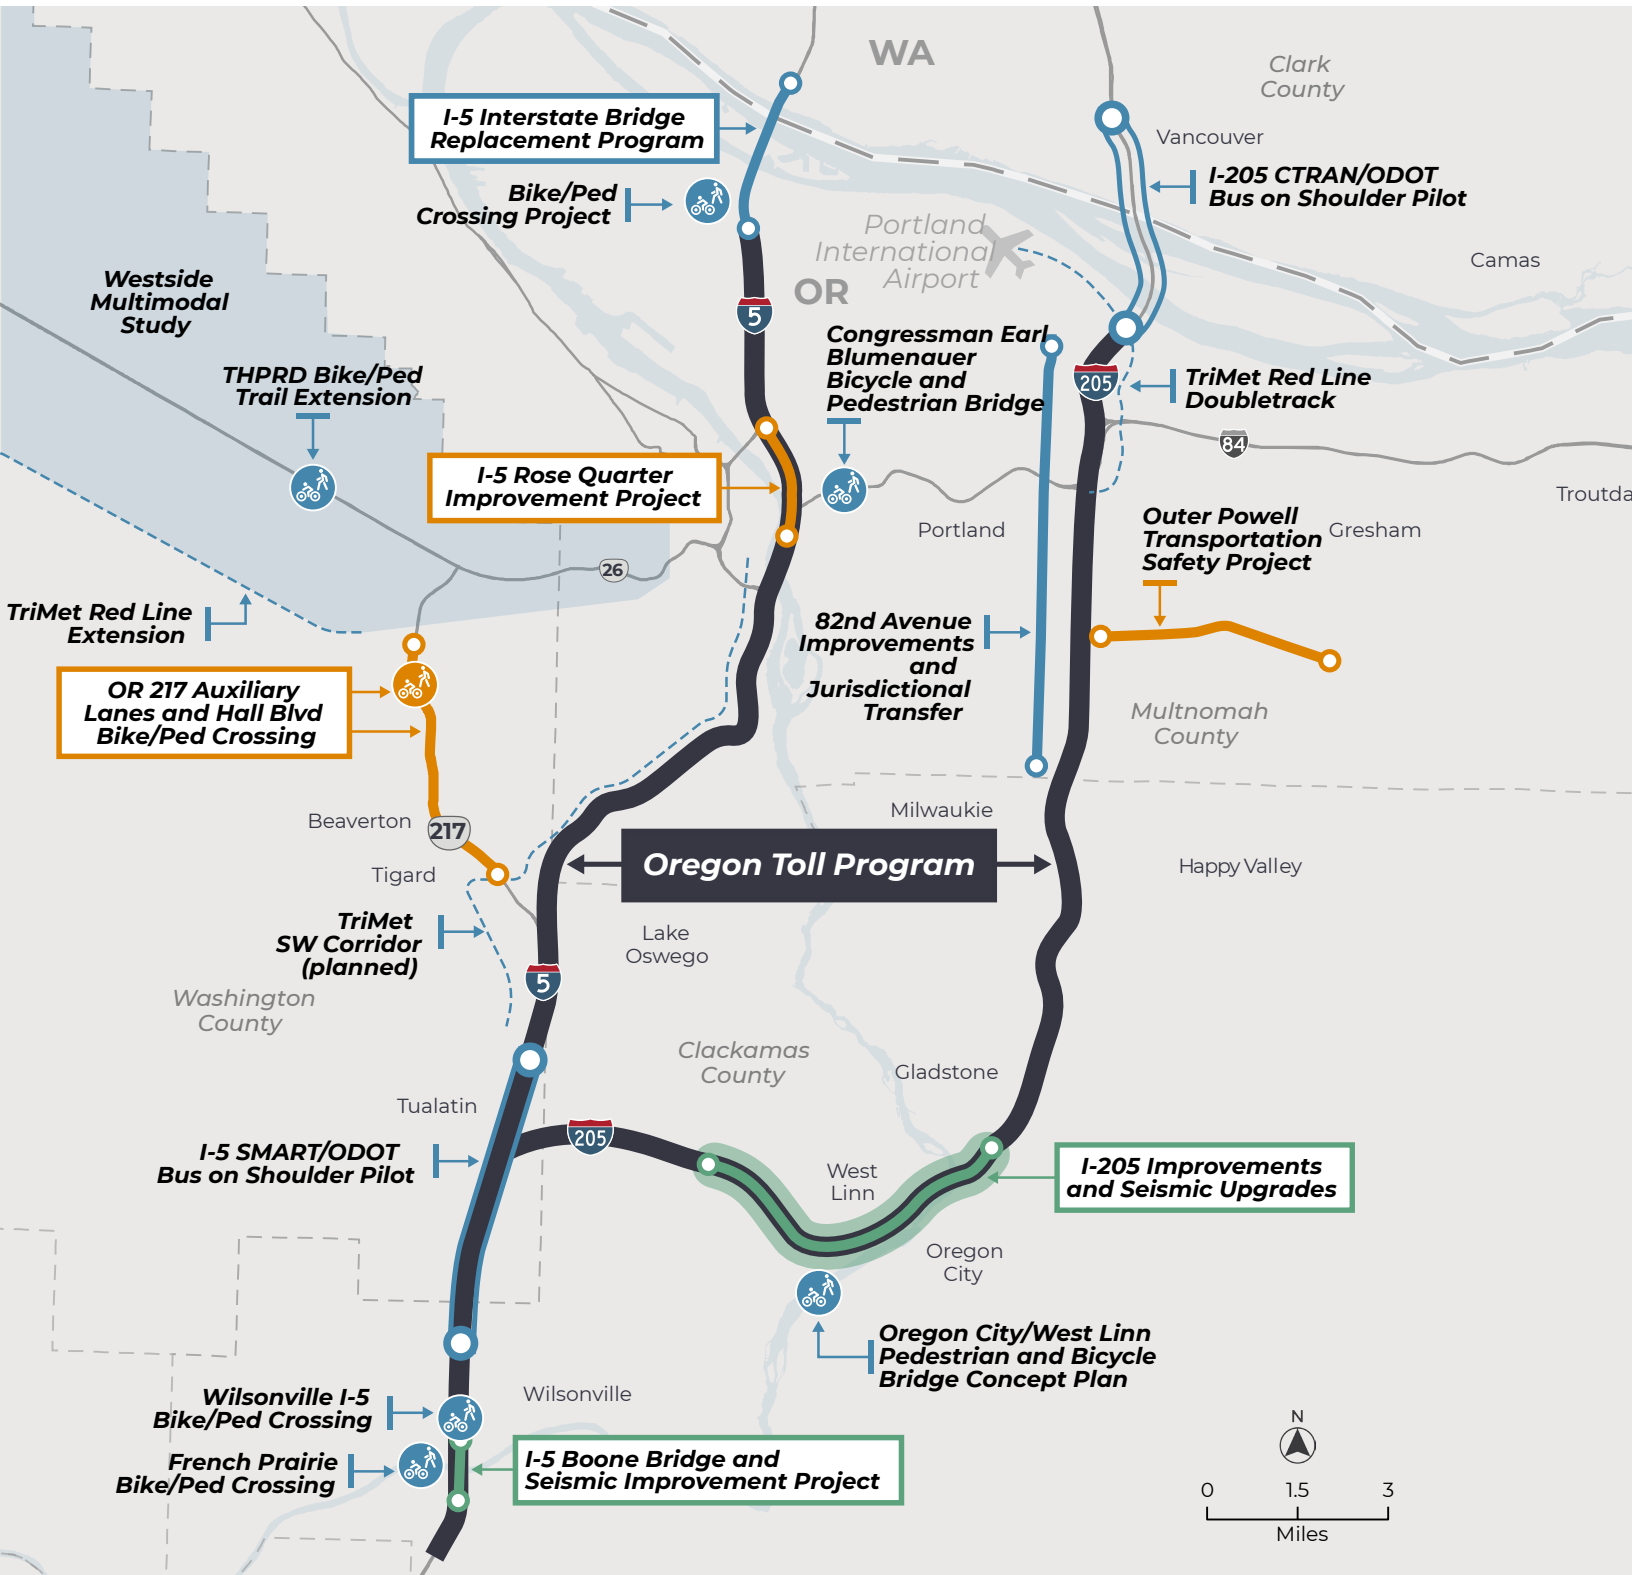 WA
Clark
County
I-5 Interstate Bridge
Replacement Program
Vancouver
I-205 CTRAN/ODOT
Bus on Shoulder Pilot
Bike/Ped
Crossing Project
Portland
International
Airport
OR
Camas
Westside
Multimodal
Study
5
THPRD Bike/Ped
Trail Extension
Congressman Earl
Blumenauer
Bicycle and
Pedestrian Bridge
205
TriMet Red Line
Doubletrack
84
I-5 Rose Quarter
Improvement Project
Troutda
Portland
Outer Powell
Transportation
Safety Project
Gresham
26
TriMet Red Line
Extension
82nd Avenue
Improvements
and
Jurisdictional
Transfer
OR 217 Auxiliary
Lanes and Hall Blvd
Bike/Ped Crossing
Multnomah
County
Beaverton
217
Milwaukie
Tigard
Oregon Toll Program
Happy Valley
TriMet
SW Corridor
(planned)
Lake
Oswego
5
Washington
County
Clackamas
County
Gladstone
Tualatin
205
I-5 SMART/ODOT
Bus on Shoulder Pilot
West
Linn
I-205 Improvements
and Seismic Upgrades
Oregon
City
Oregon City/West Linn
Pedestrian and Bicycle
Bridge Concept Plan
Wilsonville I-5
Bike/Ped Crossing
Wilsonville
French Prairie
Bike/Ped Crossing
I-5 Boone Bridge and
Seismic Improvement Project
N
0 1.5 3
Miles